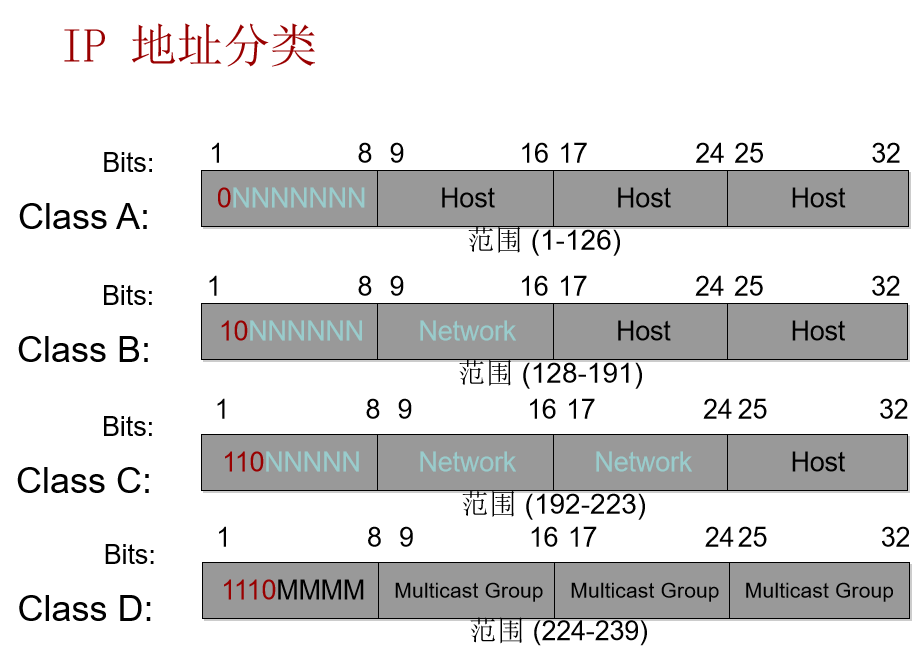 IP 地址分类
Bits: 1 8 9 16 17 24 25 32
Class A: 0NNNNNNN Host Host Host
范围 (1-126)
Bits: 1 8 9 16 17 24 25 32
Class B: 10NNNNNN Network Host Host
范围 (128-191)
Bits: 1 8 9 16 17 24 25 32
Class C: 110NNNNN Network Network Host
范围 (192-223)
Bits: 1 8 9 16 17 24 25 32
Class D: 1110MMMM Multicast Group Multicast Group Multicast Group
范围 (224-239)